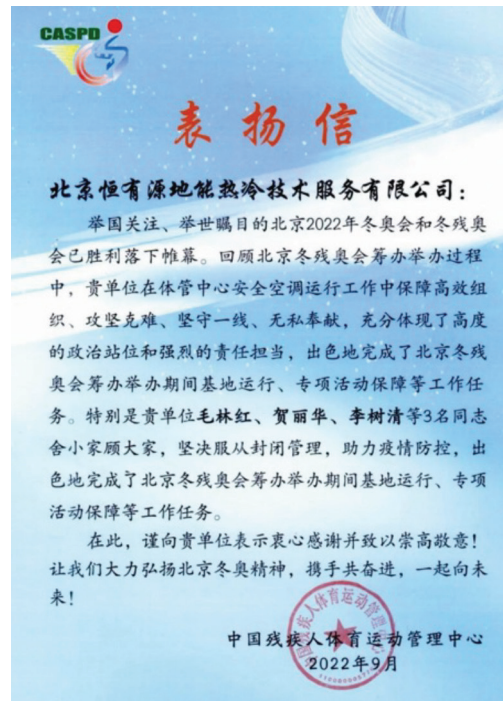 CASPD
表扬信
北京恒有源地能热冷技术服务有限公司：
举国关注、举世瞩目的北京2022年冬奥会和冬残奥
会已胜利落下帷幕。回顾北京冬残奥会筹办举办过程
中，贵单位在体管中心安全空调运行工作中保障高效组
织、攻坚克难、坚守一线、无私奉献，充分体现了高度
的政治站位和强烈的责任担当，出色地完成了北京冬残
奥会筹办举办期间基地运行、专项活动保障等工作任
务。特别是贵单位毛林红、贺丽华、李树清等3名同志
舍小家顾大家，坚决服从封闭管理，助力疫情防控，出
色地完成了北京冬残奥会筹办举办期间基地运行、专项
活动保障等工作任务。
在此，谨向贵单位表示衷心感谢并致以崇高敬意！
让我们大力弘扬北京冬奥精神，携手共奋进，一起向未
来！
中国残疾人体育运动管理中心
2022年9月